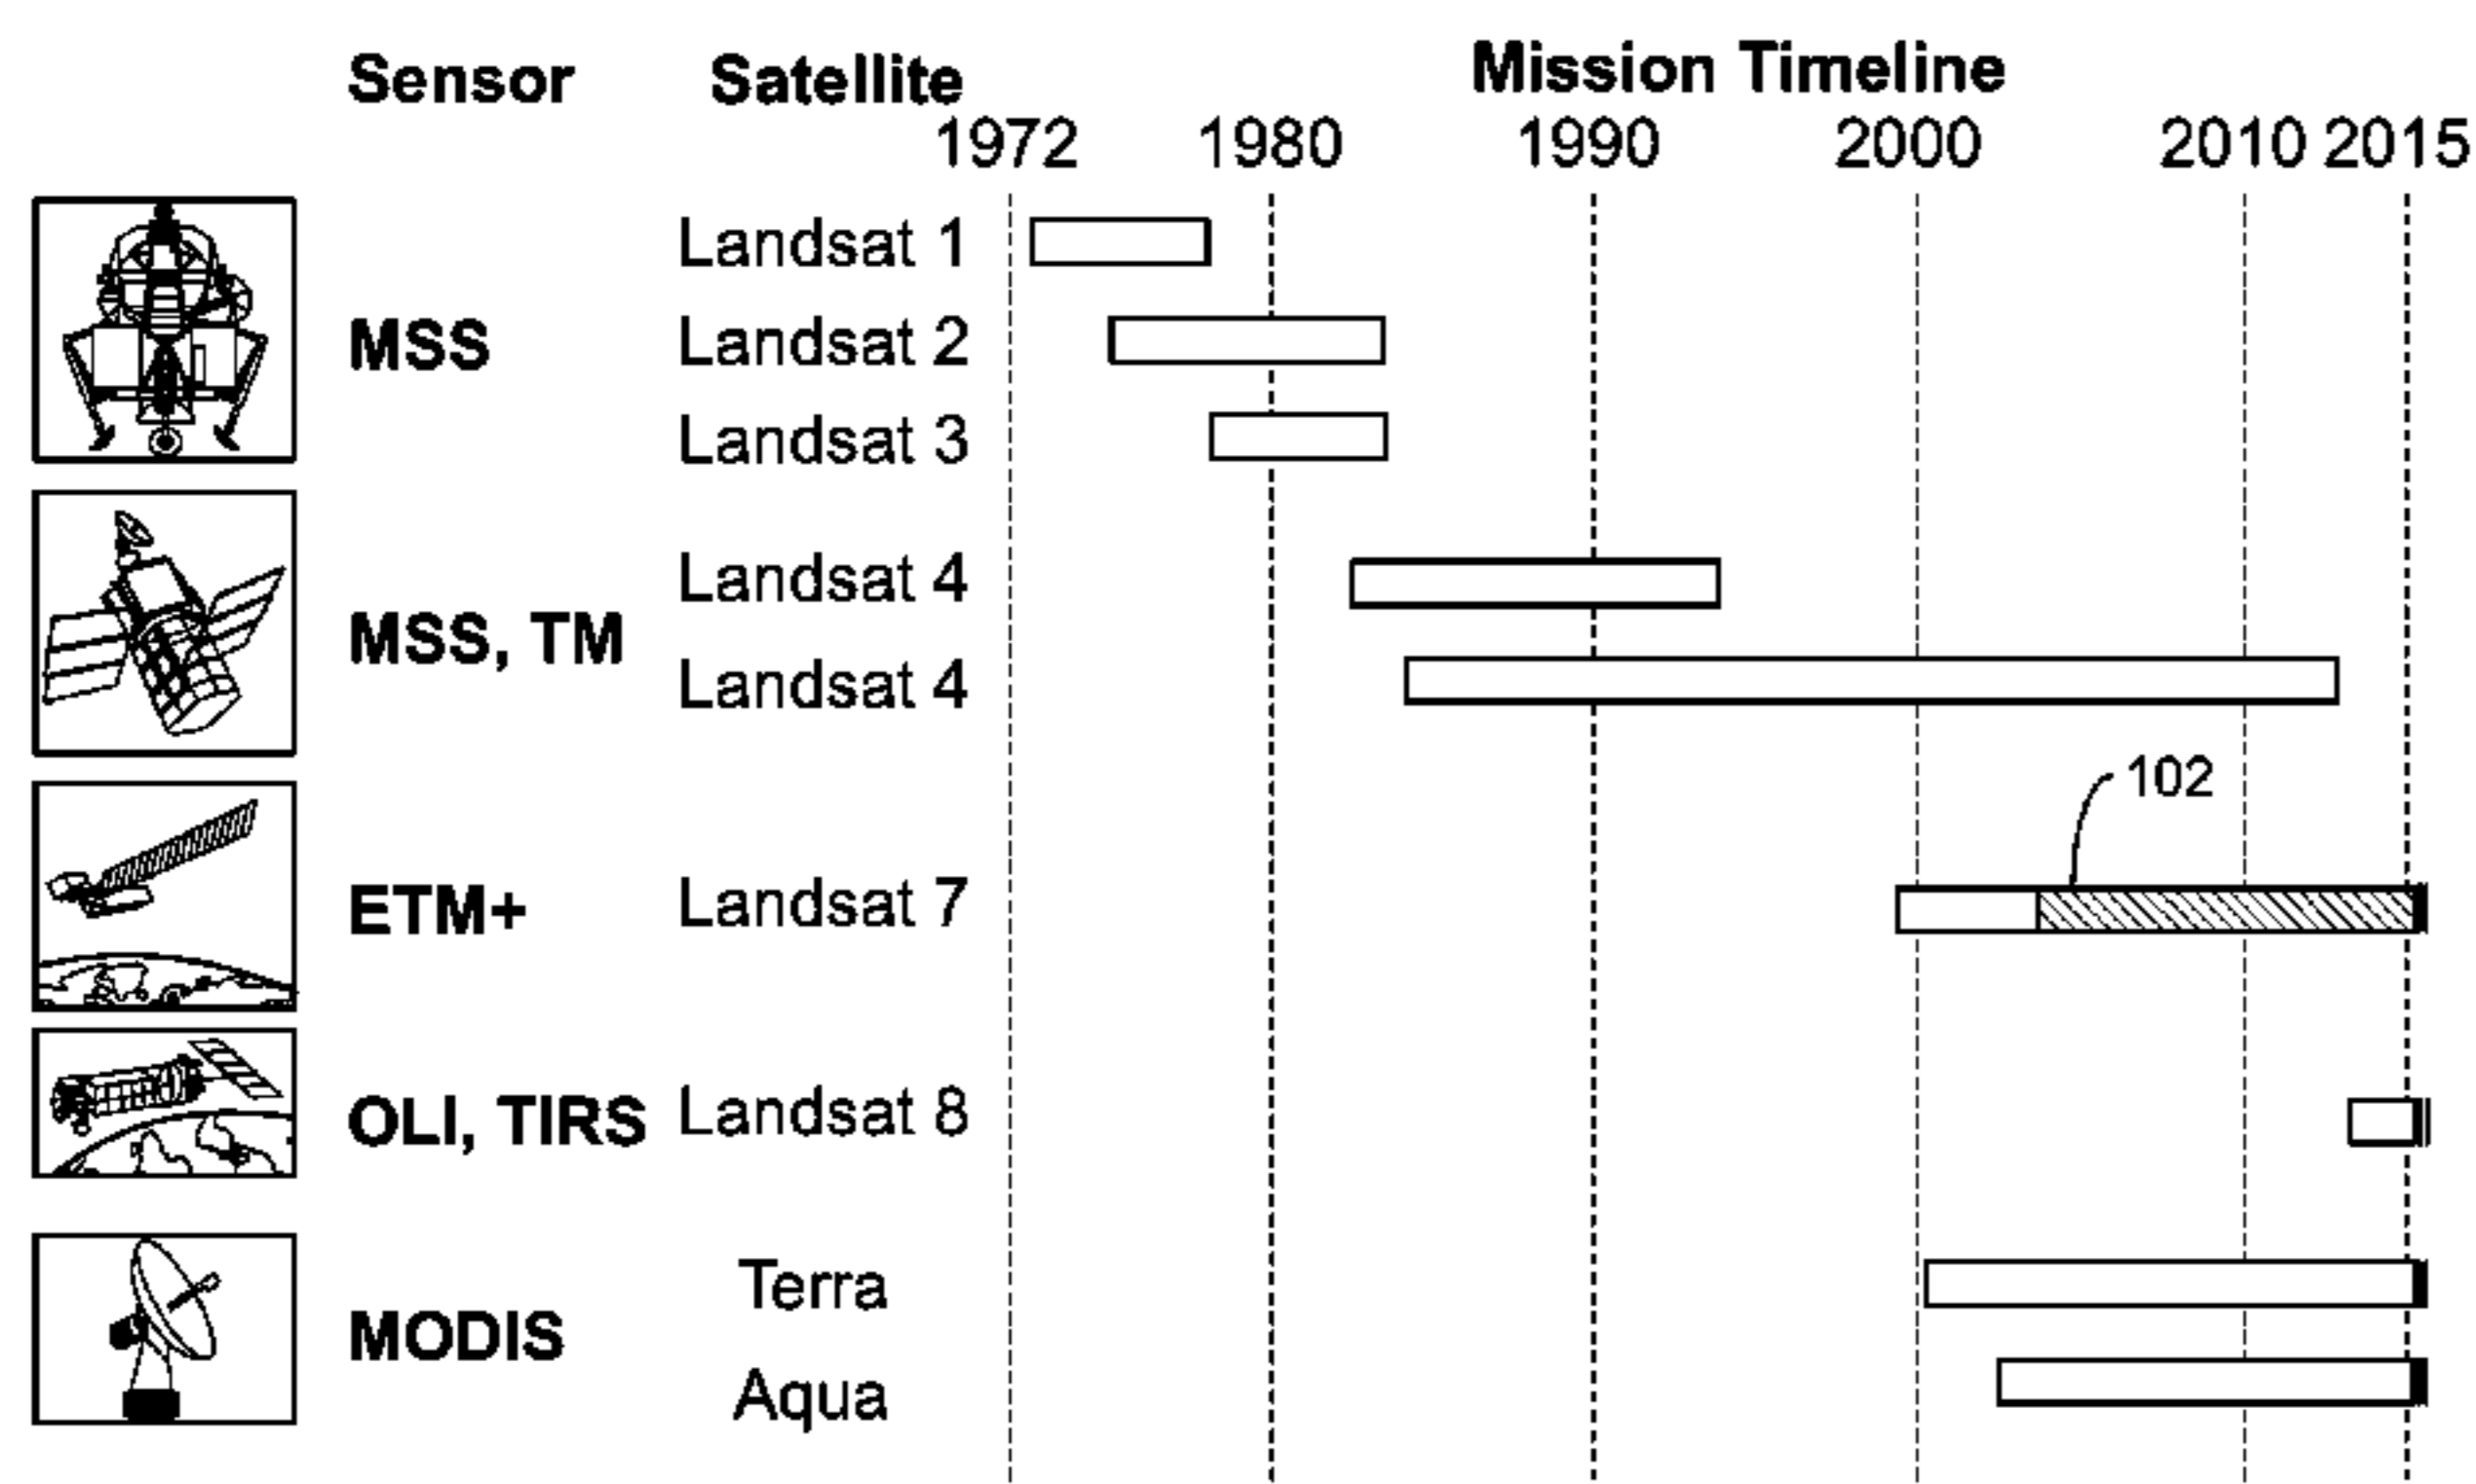 Sensor Satellite Mission Timeline
1972 1980 1990 2000 2010 2015
Landsat 1
MSS Landsat 2
Landsat 3
Landsat 4
MSS, TM
Landsat 4
102
ETM+ Landsat 7
OLI, TIRS Landsat 8
Terra
MODIS
Aqua